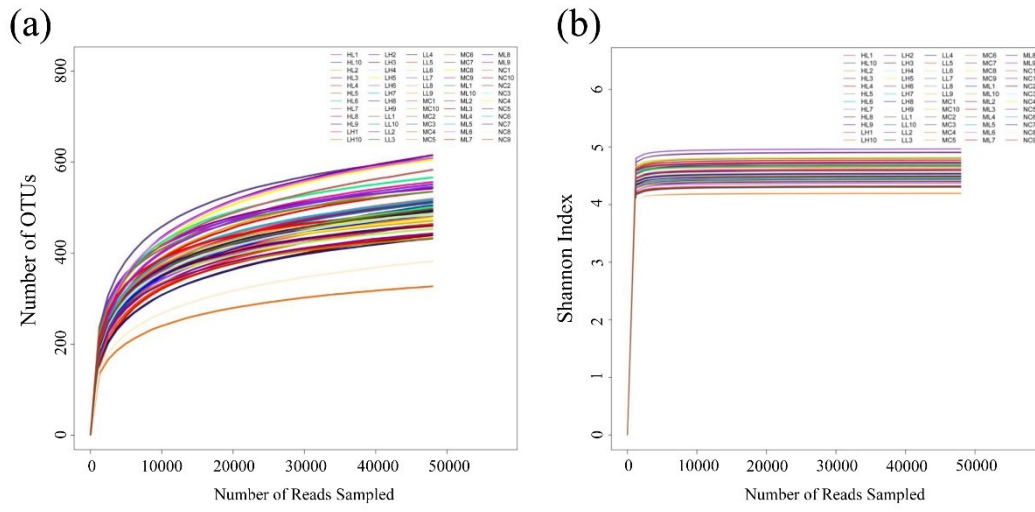 (a)
HL1 LH2 LL4 MC6 ML8
HL10 LH3 LL5 MC7 ML9
HL2 LH4 LL6 MC8 NC1
HL3 LH5 LL7 MC9 NC10
HL4 LH6 LL8 ML1 NC2
HL5 LH7 LL9 ML10 NC3
HL6 LH8 MC1 ML2 NC4
HL7 LH9 MC10 ML3 NC5
HL8 LL1 MC2 ML4 NC6
HL9 LL10 MC3 ML5 NC7
LH1 LL2 MC4 ML6 NC8
LH10 LL3 MC5 ML7 NC9
Number of OTUs
800
600
400
200
0
0 10000 20000 30000 40000 50000
Number of Reads Sampled
(b)
HL1 LH2 LL4 MC6 ML8
HL10 LH3 LL5 MC7 ML9
HL2 LH4 LL6 MC8 NC1
HL3 LH5 LL7 MC9
HL4 LH6 LL8 ML1
HL5 LH7 LL9 ML10
HL6 LH8 MC1 ML2
HL7 LH9 MC10 ML3
HL8 LL1 MC2 ML4
HL9 LL10 MC3 ML5
LH1 LL2 MC4 ML6
LH10 LL3 MC5 ML7
Shannon Index
6
5
4
3
2
1
0
0 10000 20000 30000 40000 50000
Number of Reads Sampled